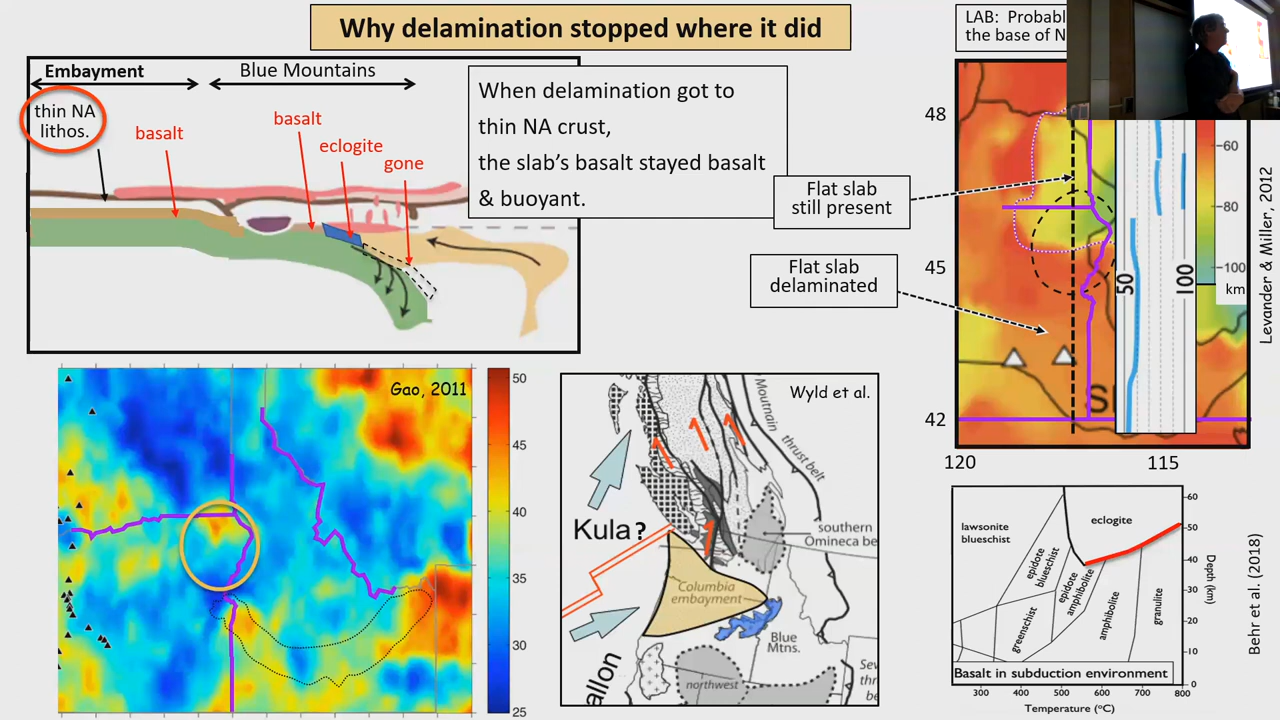 Why delamination stopped where it did
Embayment
Blue Mountains
thin NA
lithos.
basalt
basalt
eclogite
gone
When delamination got to
thin NA crust,
the slab's basalt stayed basalt
& buoyant.
LAB:
the base of
48
45
42
120
115
Flat slab
still present
Flat slab
delaminated
50
100
60
80
100
km
Levander & Miller, 2012
Gao, 2011
50
45
40
35
30
25
Wyld et al.
Mountain thrust belt
Kula?
southern
Omineca be
Columbia
embayment
Blue
Mtns.
allon
northwest
Sev
thr
be
lawsonite
blueschist
eclogite
epidote
blueschist
epidote
amphibolite
greenschist
amphibolite
granulite
Basalt in subduction environment
60
50
40
30
20
10
0
Depth (km)
300
400
500
600
700
800
Temperature (°C)
Behr et al. (2018)